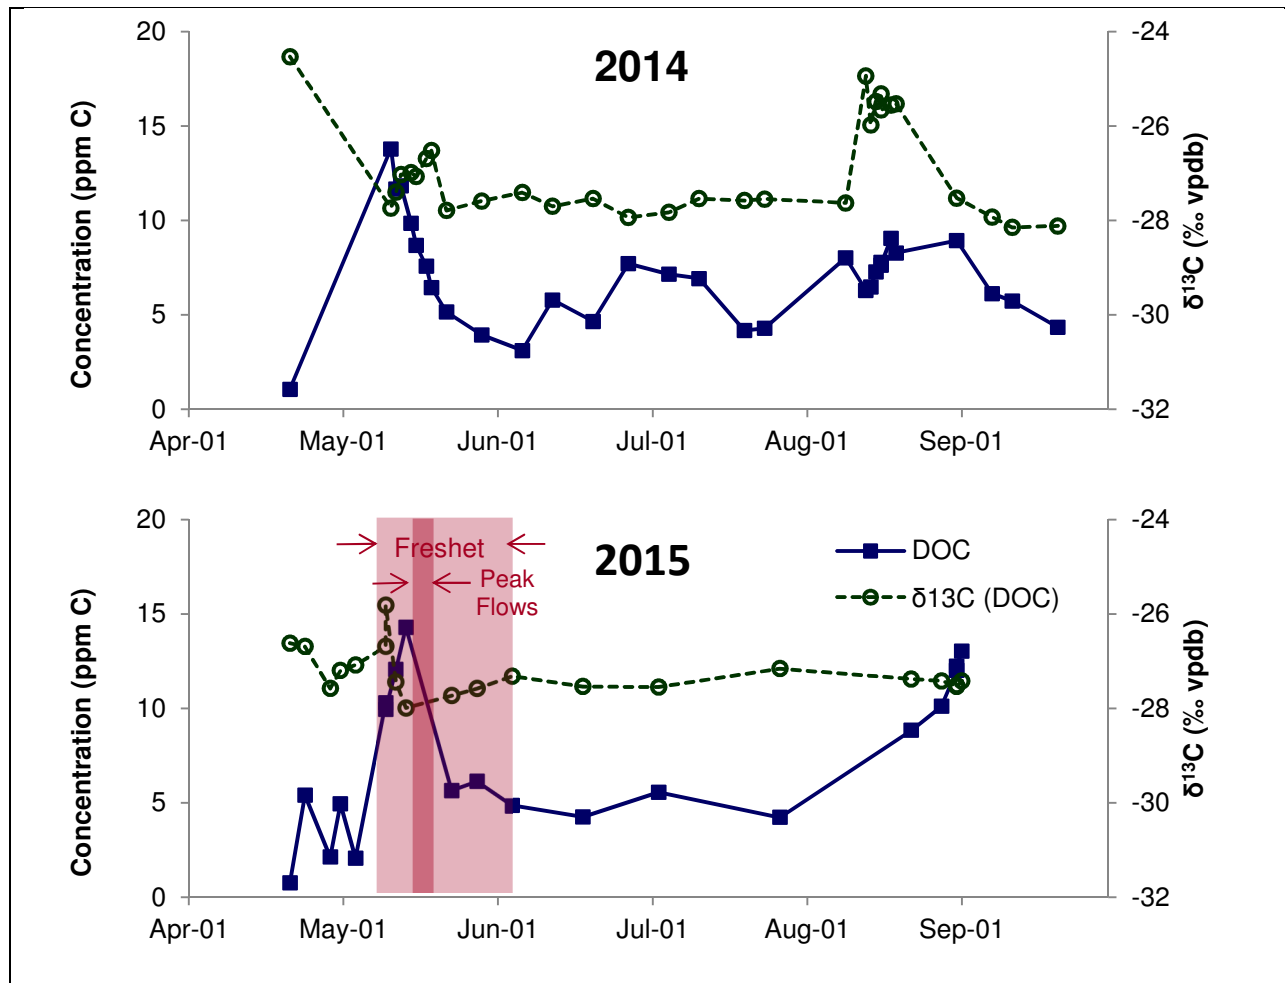 2014
Concentration (ppm C)
20
15
10
5
0
-24
-26
-28
-30
-32
δ¹³C (‰ vpdb)
Apr-01 May-01 Jun-01 Jul-01 Aug-01 Sep-01
2015
Freshet
Peak
Flows
DOC
δ13C (DOC)
Concentration (ppm C)
20
15
10
5
0
-24
-26
-28
-30
-32
δ¹³C (‰ vpdb)
Apr-01 May-01 Jun-01 Jul-01 Aug-01 Sep-01